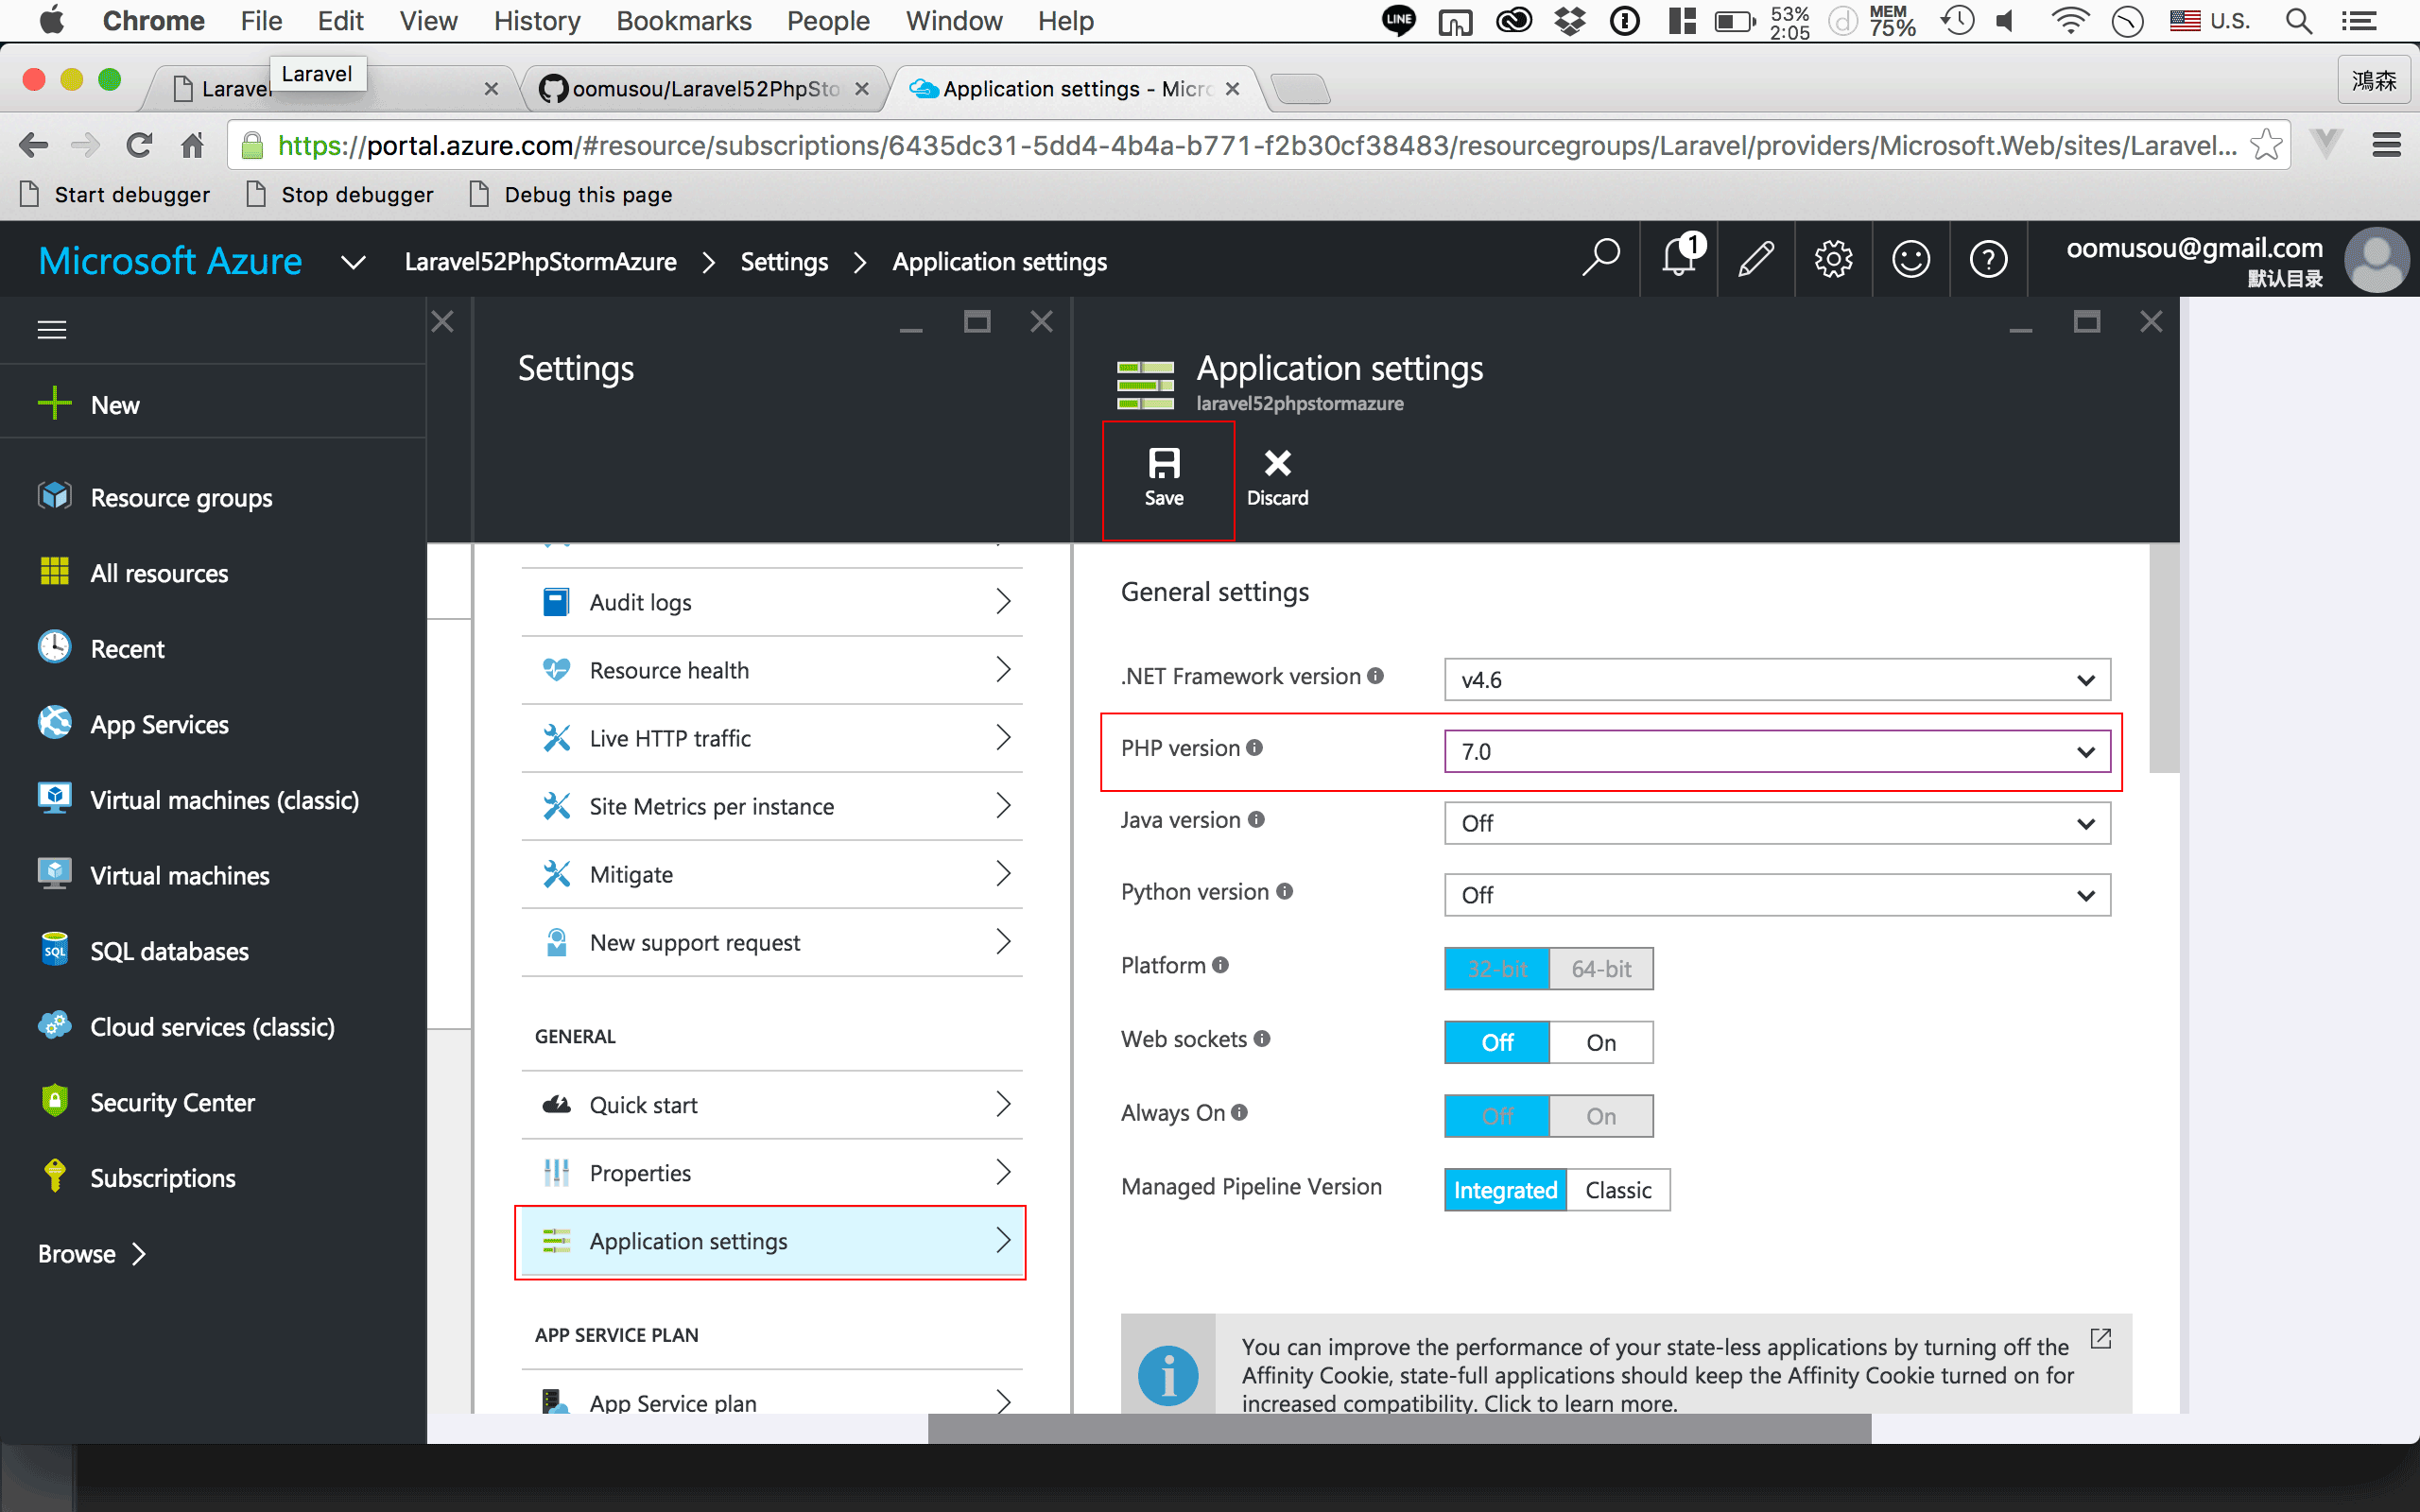 Chrome File Edit View History Bookmarks People Window Help LINE 53% 2:05 MEM 75% U.S.
Laravel Laravel oomusou/Laravel52PhpSto Application settings - Micro 鴻森
https://portal.azure.com/#resource/subscriptions/6435dc31-5dd4-4b4a-b771-f2b30cf38483/resourcegroups/Laravel/providers/Microsoft.Web/sites/Laravel...
Start debugger Stop debugger Debug this page
Microsoft Azure Laravel52PhpStormAzure Settings Application settings 1 oomusou@gmail.com
默认目录
New
Resource groups
All resources
Recent
App Services
Virtual machines (classic)
Virtual machines
SQL databases
Cloud services (classic)
Security Center
Subscriptions
Browse
Settings
Audit logs
Resource health
Live HTTP traffic
Site Metrics per instance
Mitigate
New support request
GENERAL
Quick start
Properties
Application settings
APP SERVICE PLAN
App Service plan
Application settings
laravel52phpstormazure
Save Discard
General settings
.NET Framework version v4.6
PHP version 7.0
Java version Off
Python version Off
Platform 32-bit 64-bit
Web sockets Off On
Always On Off On
Managed Pipeline Version Integrated Classic
You can improve the performance of your state-less applications by turning off the
Affinity Cookie, state-full applications should keep the Affinity Cookie turned on for
increased compatibility. Click to learn more.